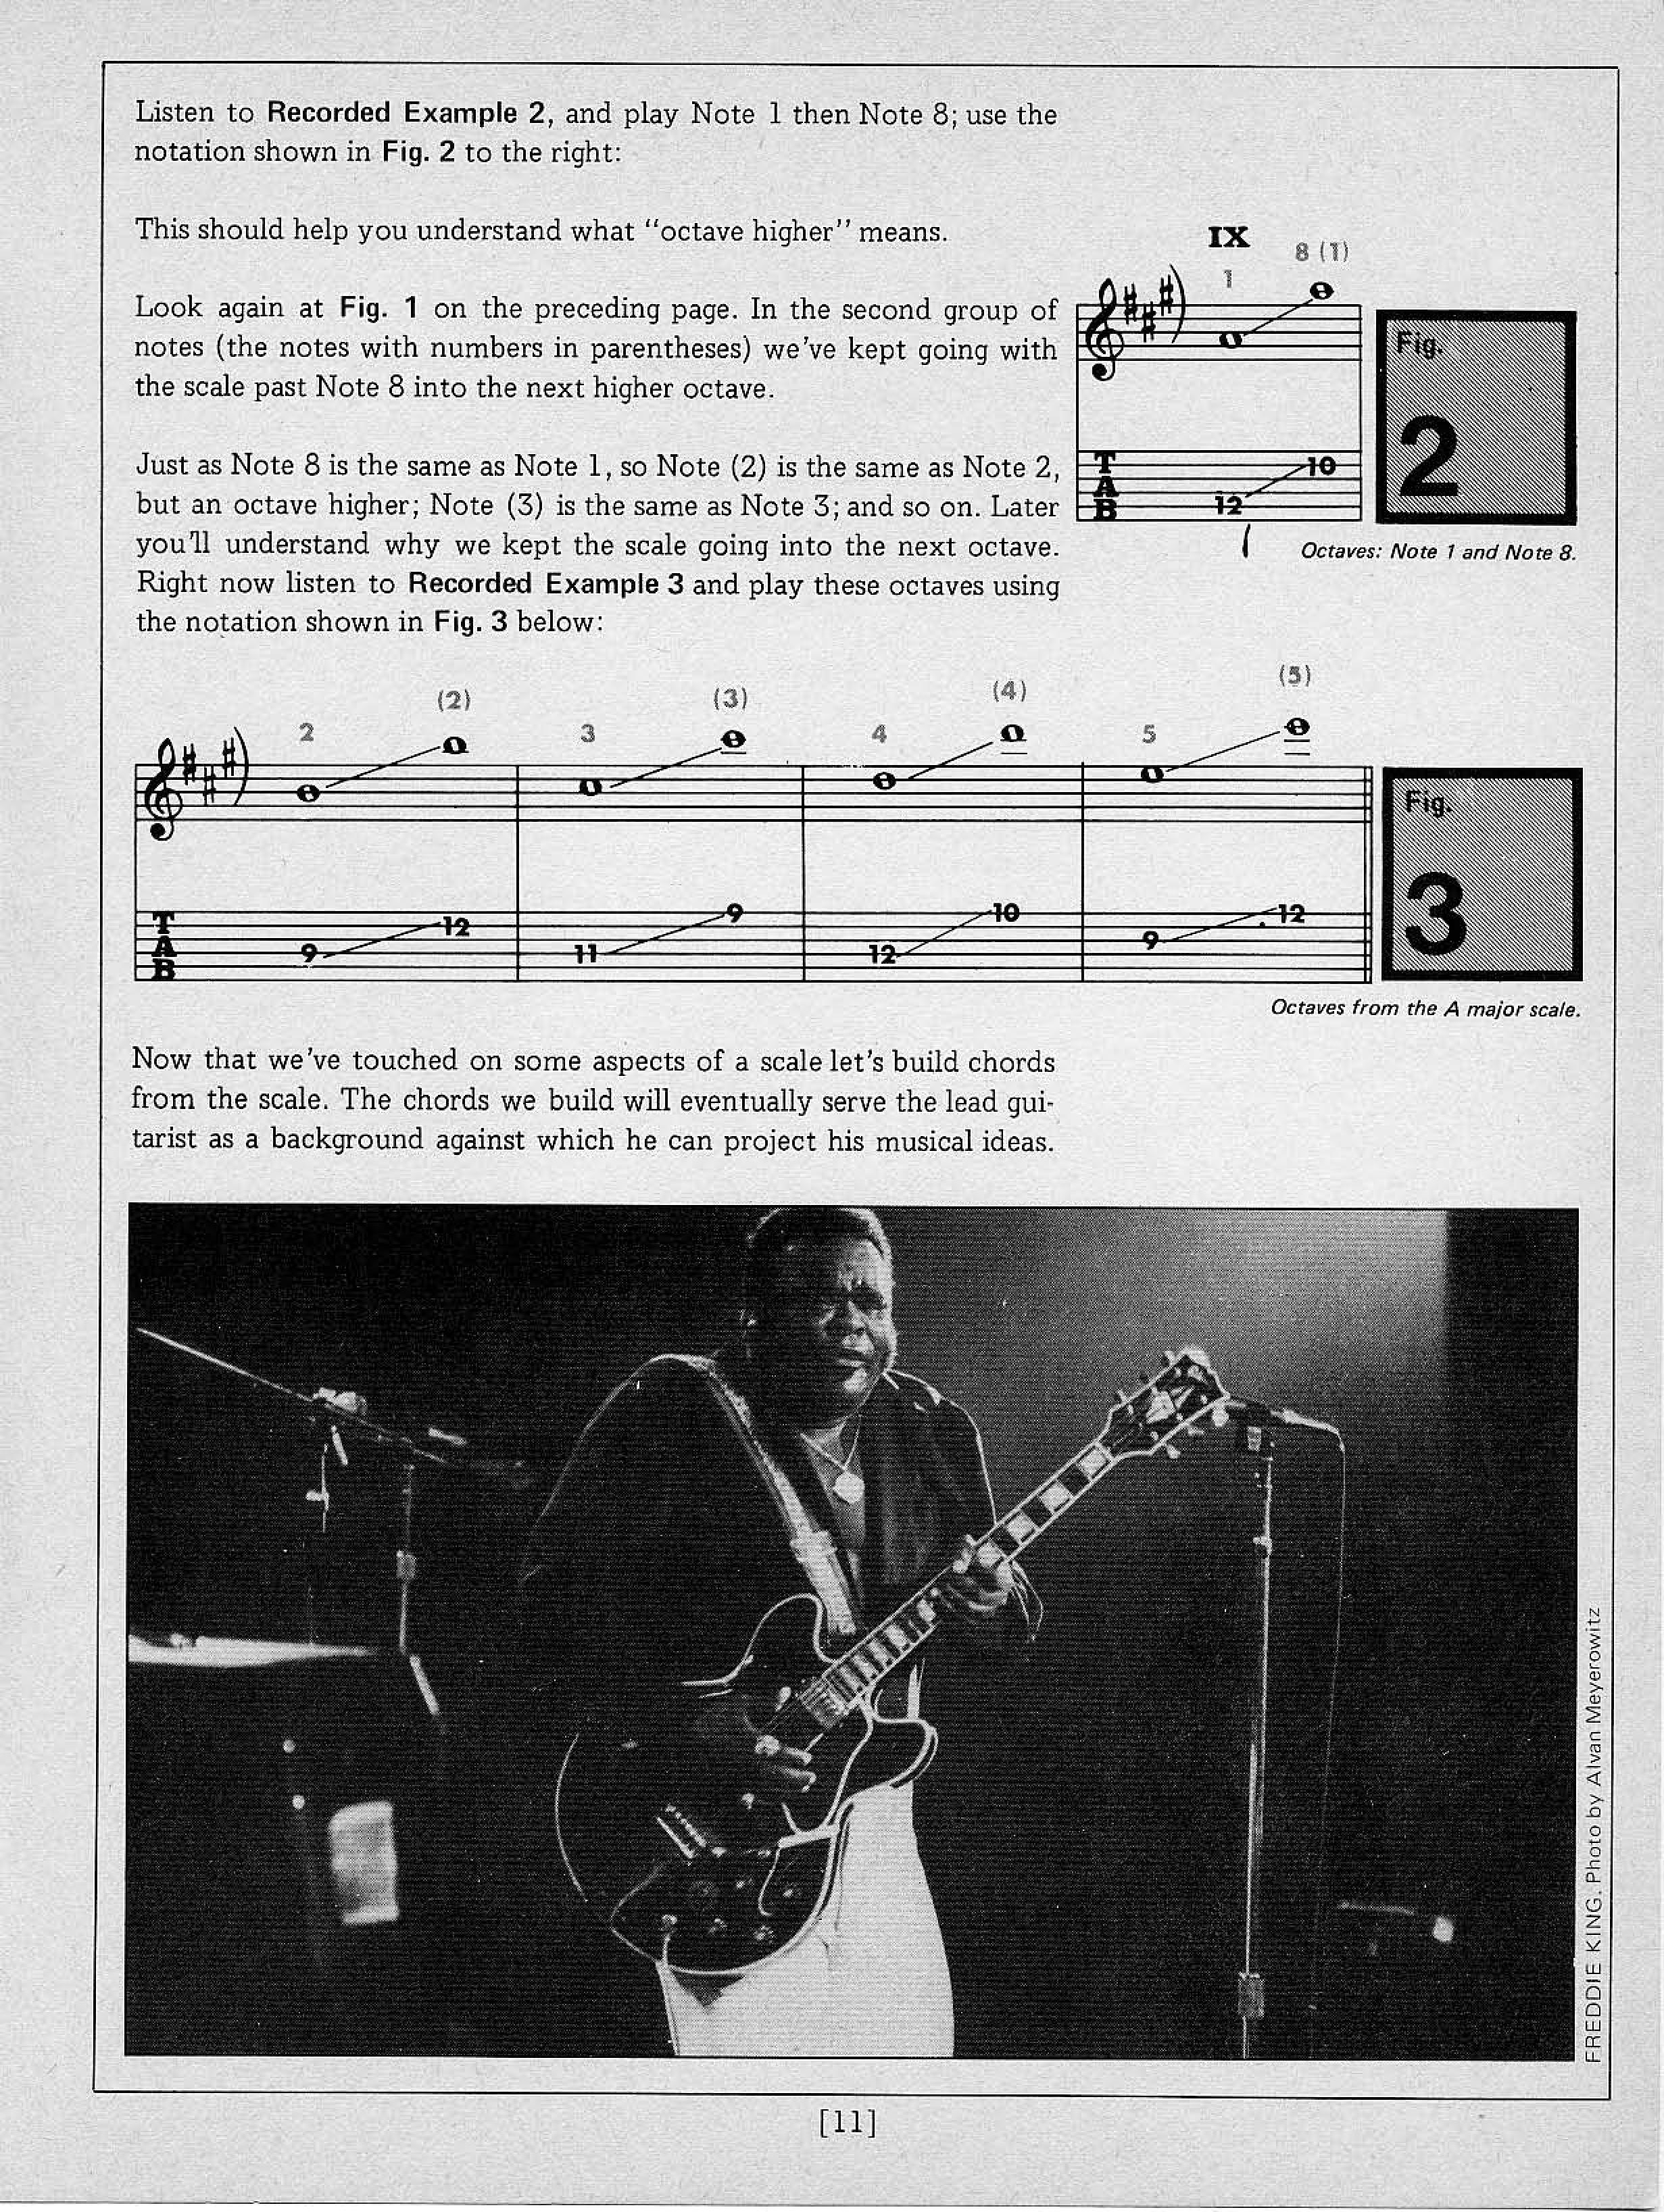 Listen to Recorded Example 2, and play Note 1 then Note 8; use the
notation shown in Fig. 2 to the right:
This should help you understand what “octave higher” means.
Look again at Fig. 1 on the preceding page. In the second group of
notes (the notes with numbers in parentheses) we've kept going with
the scale past Note 8 into the next higher octave.
Just as Note 8 is the same as Note 1, so Note (2) is the same as Note 2,
but an octave higher; Note (3) is the same as Note 3; and so on. Later
you'll understand why we kept the scale going into the next octave.
Right now listen to Recorded Example 3 and play these octaves using
the notation shown in Fig. 3 below:
IX
1 8 (1)
TAB
12 10
Fig.
2
Octaves: Note 1 and Note 8.
2 (2) 3 (3) 4 (4) 5 (5)
TAB
9 12 11 9 12 10 9 12
Fig.
3
Octaves from the A major scale.
Now that we've touched on some aspects of a scale let's build chords
from the scale. The chords we build will eventually serve the lead gui-
tarist as a background against which he can project his musical ideas.
FREDDIE KING. Photo by Alvan Meyerowitz
[11]